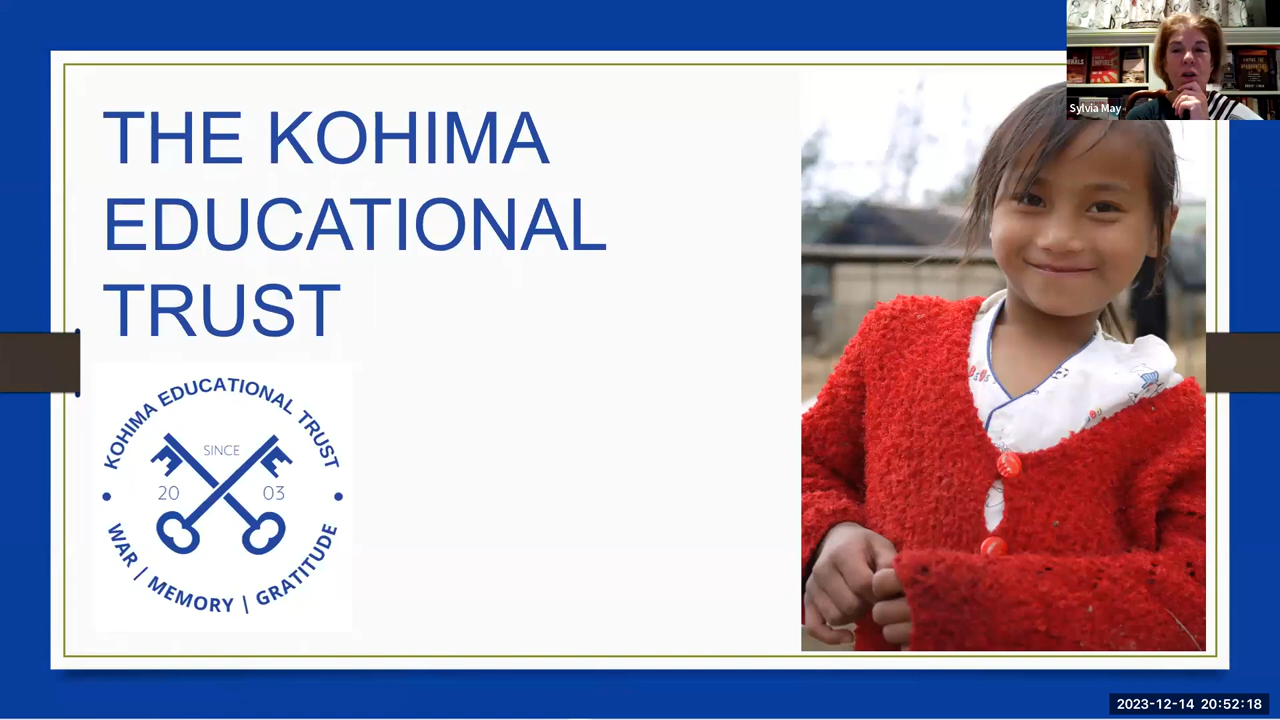 THE KOHIMA
EDUCATIONAL
TRUST
KOHIMA EDUCATIONAL TRUST
SINCE
20 03
WAR | MEMORY | GRATITUDE
Sylvia May
2023-12-14 20:52:18